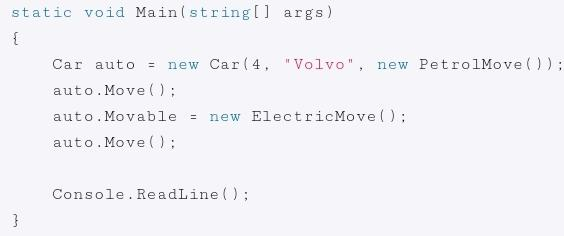 static void Main(string[] args)
{
    Car auto = new Car(4, "Volvo", new PetrolMove());
    auto.Move();
    auto.Movable = new ElectricMove();
    auto.Move();

    Console.ReadLine();
}